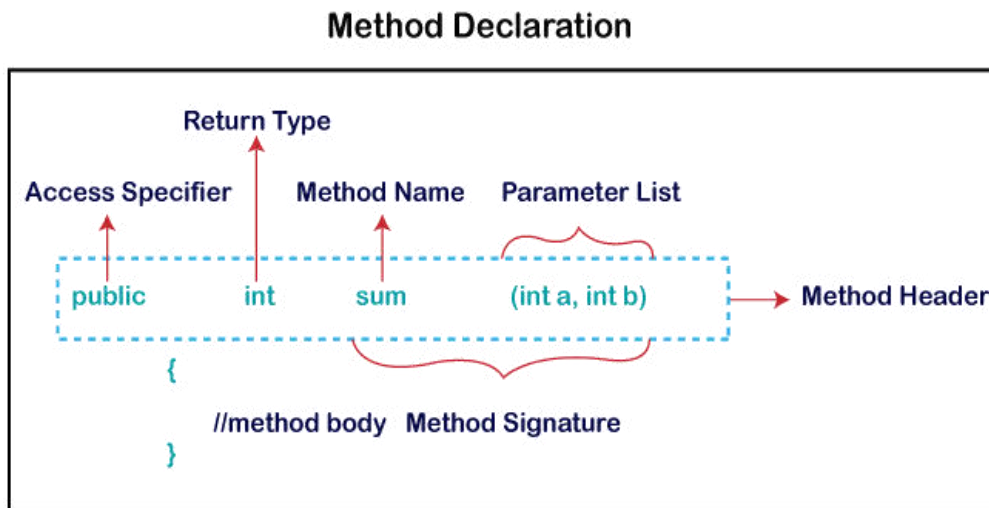 Method Declaration
Return Type
Access Specifier Method Name Parameter List
public int sum (int a, int b) Method Header
{
//method body Method Signature
}